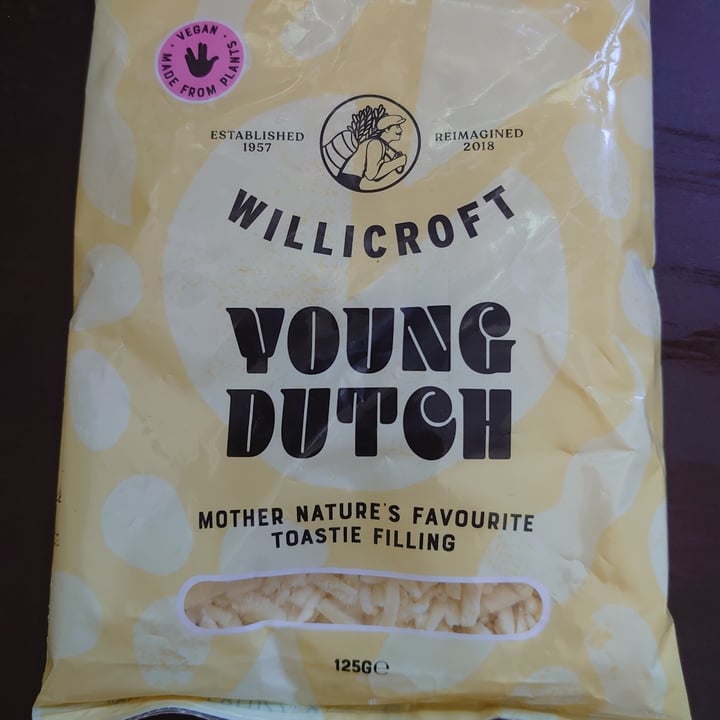 VEGAN
MADE FROM PLANTS
ESTABLISHED
1957
REIMAGINED
2018
WILLICROFT
YOUNG
DUTCH
MOTHER NATURE'S FAVOURITE
TOASTIE FILLING
125G℮